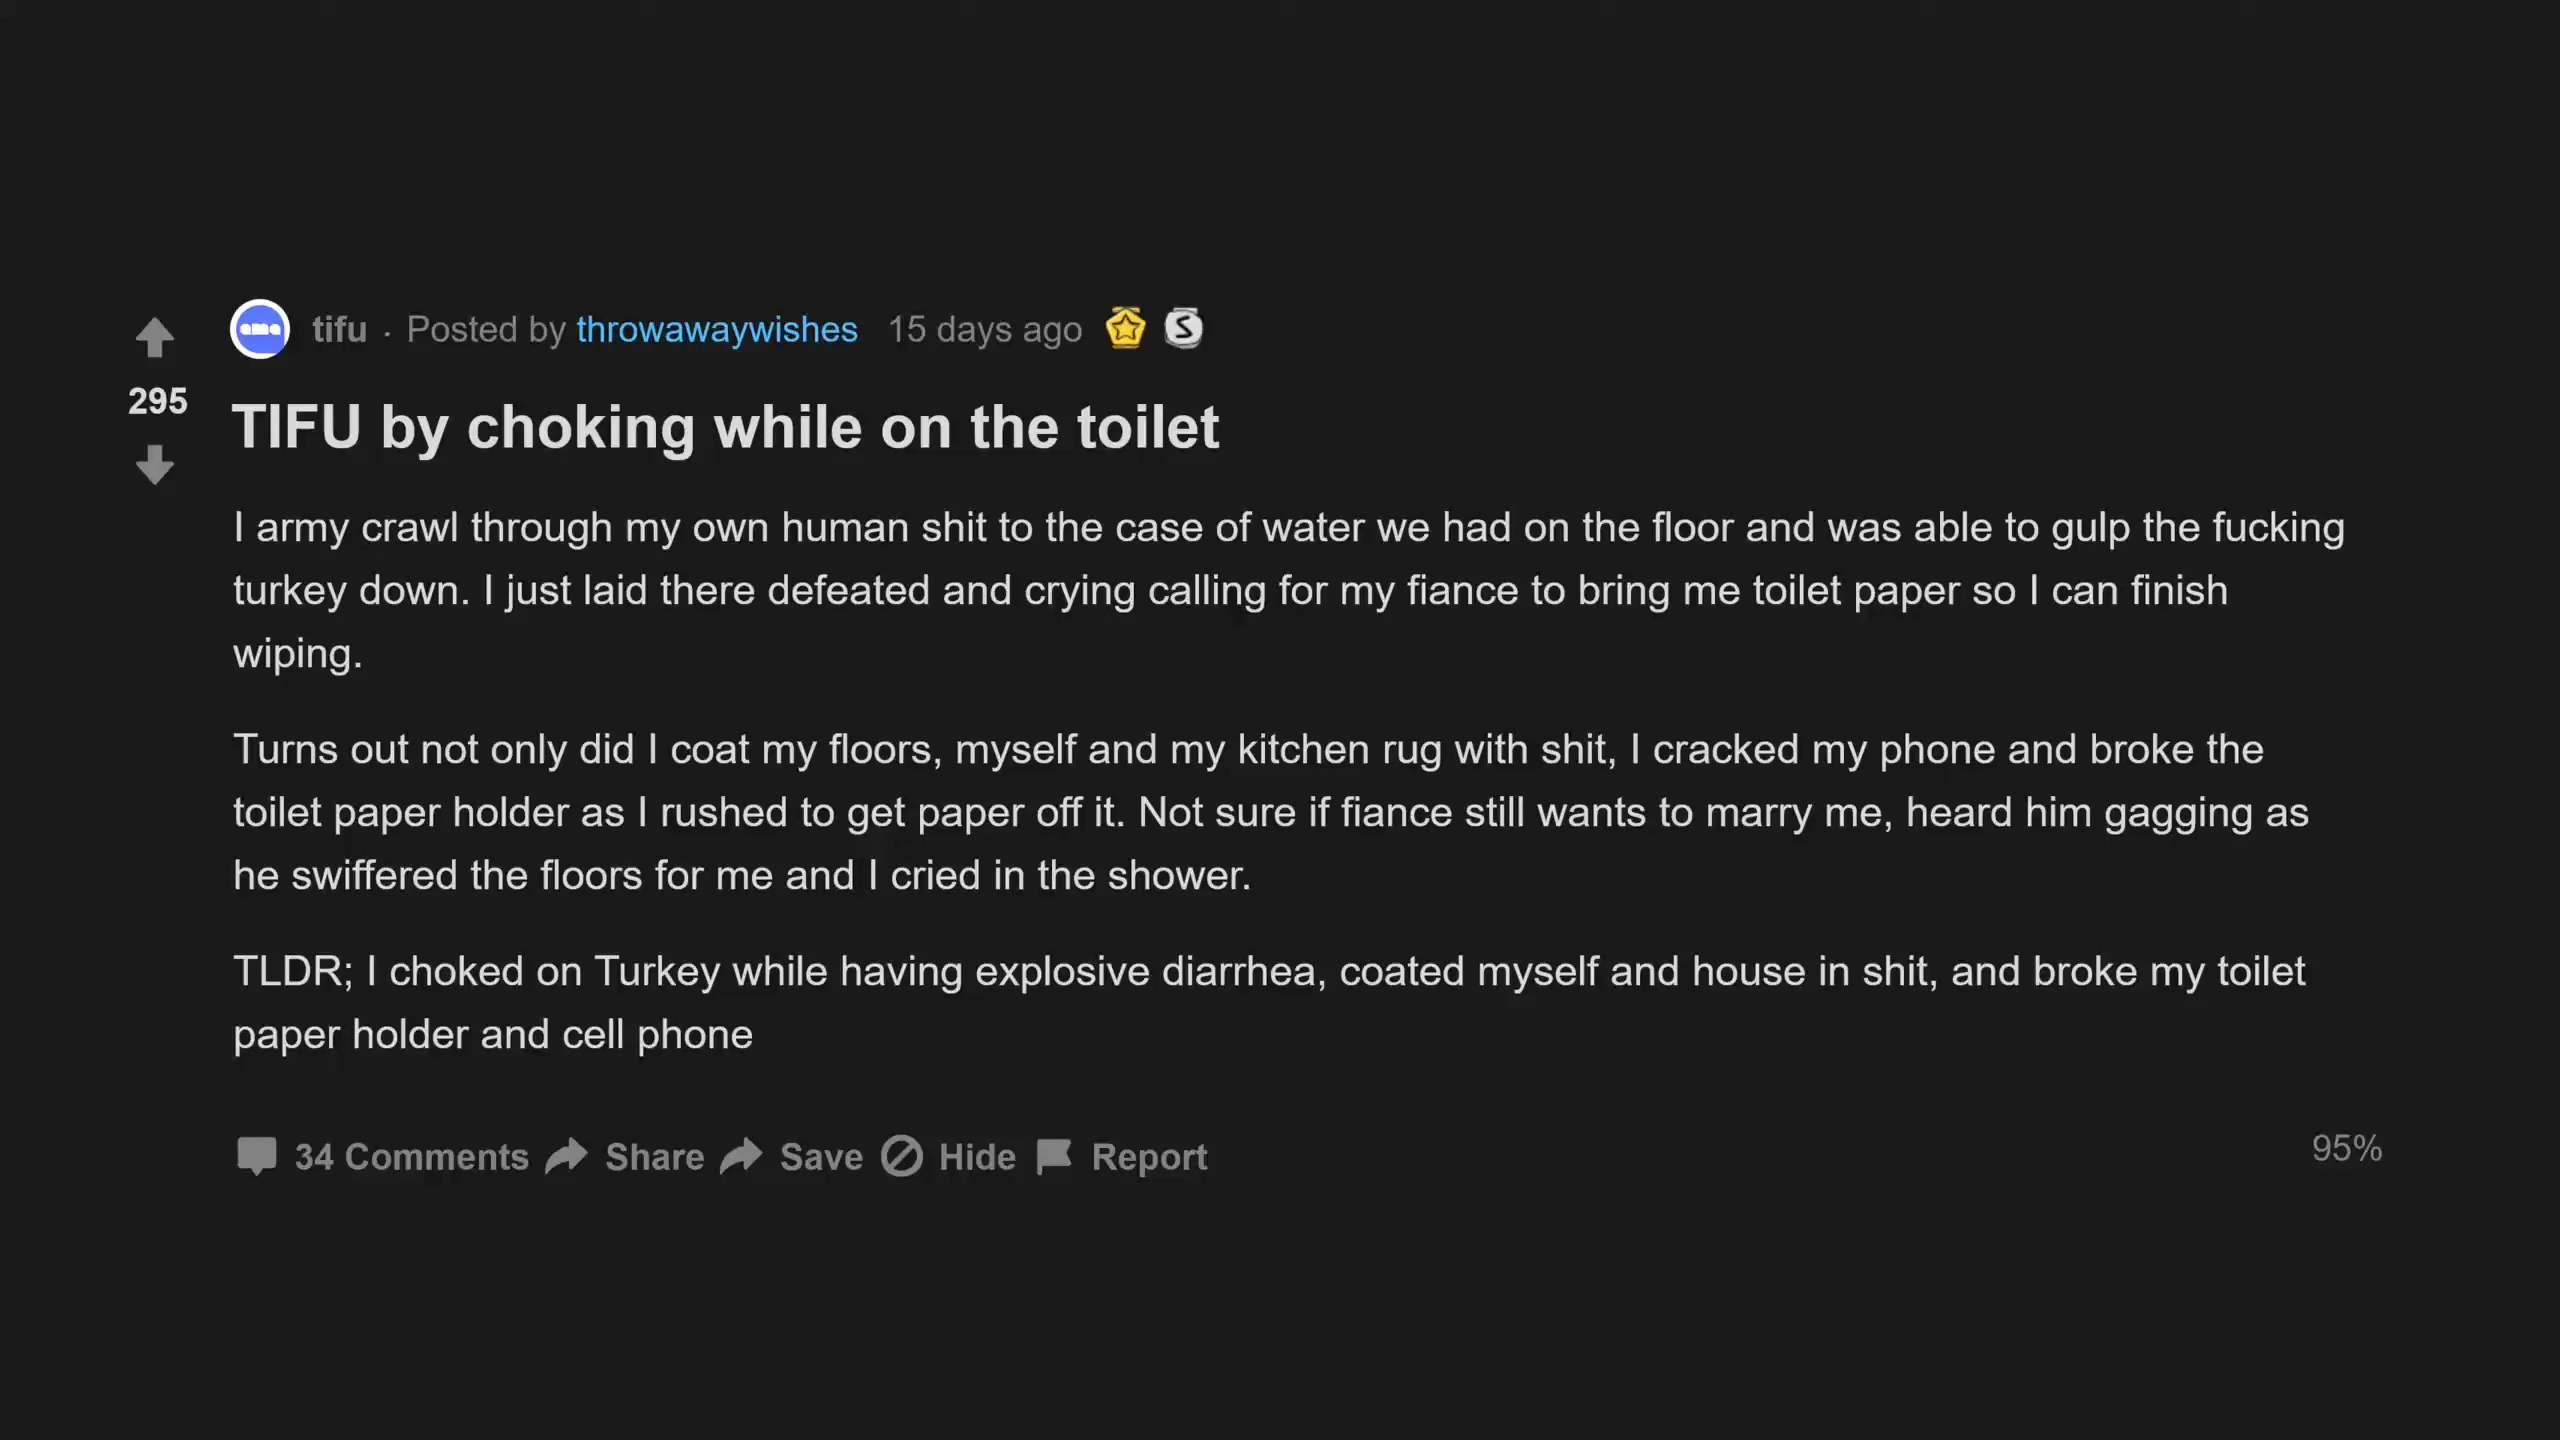 tifu · Posted by throwawaywishes 15 days ago
295
TIFU by choking while on the toilet
I army crawl through my own human shit to the case of water we had on the floor and was able to gulp the fucking
turkey down. I just laid there defeated and crying calling for my fiance to bring me toilet paper so I can finish
wiping.
Turns out not only did I coat my floors, myself and my kitchen rug with shit, I cracked my phone and broke the
toilet paper holder as I rushed to get paper off it. Not sure if fiance still wants to marry me, heard him gagging as
he swiffered the floors for me and I cried in the shower.
TLDR; I choked on Turkey while having explosive diarrhea, coated myself and house in shit, and broke my toilet
paper holder and cell phone
34 Comments Share Save Hide Report
95%